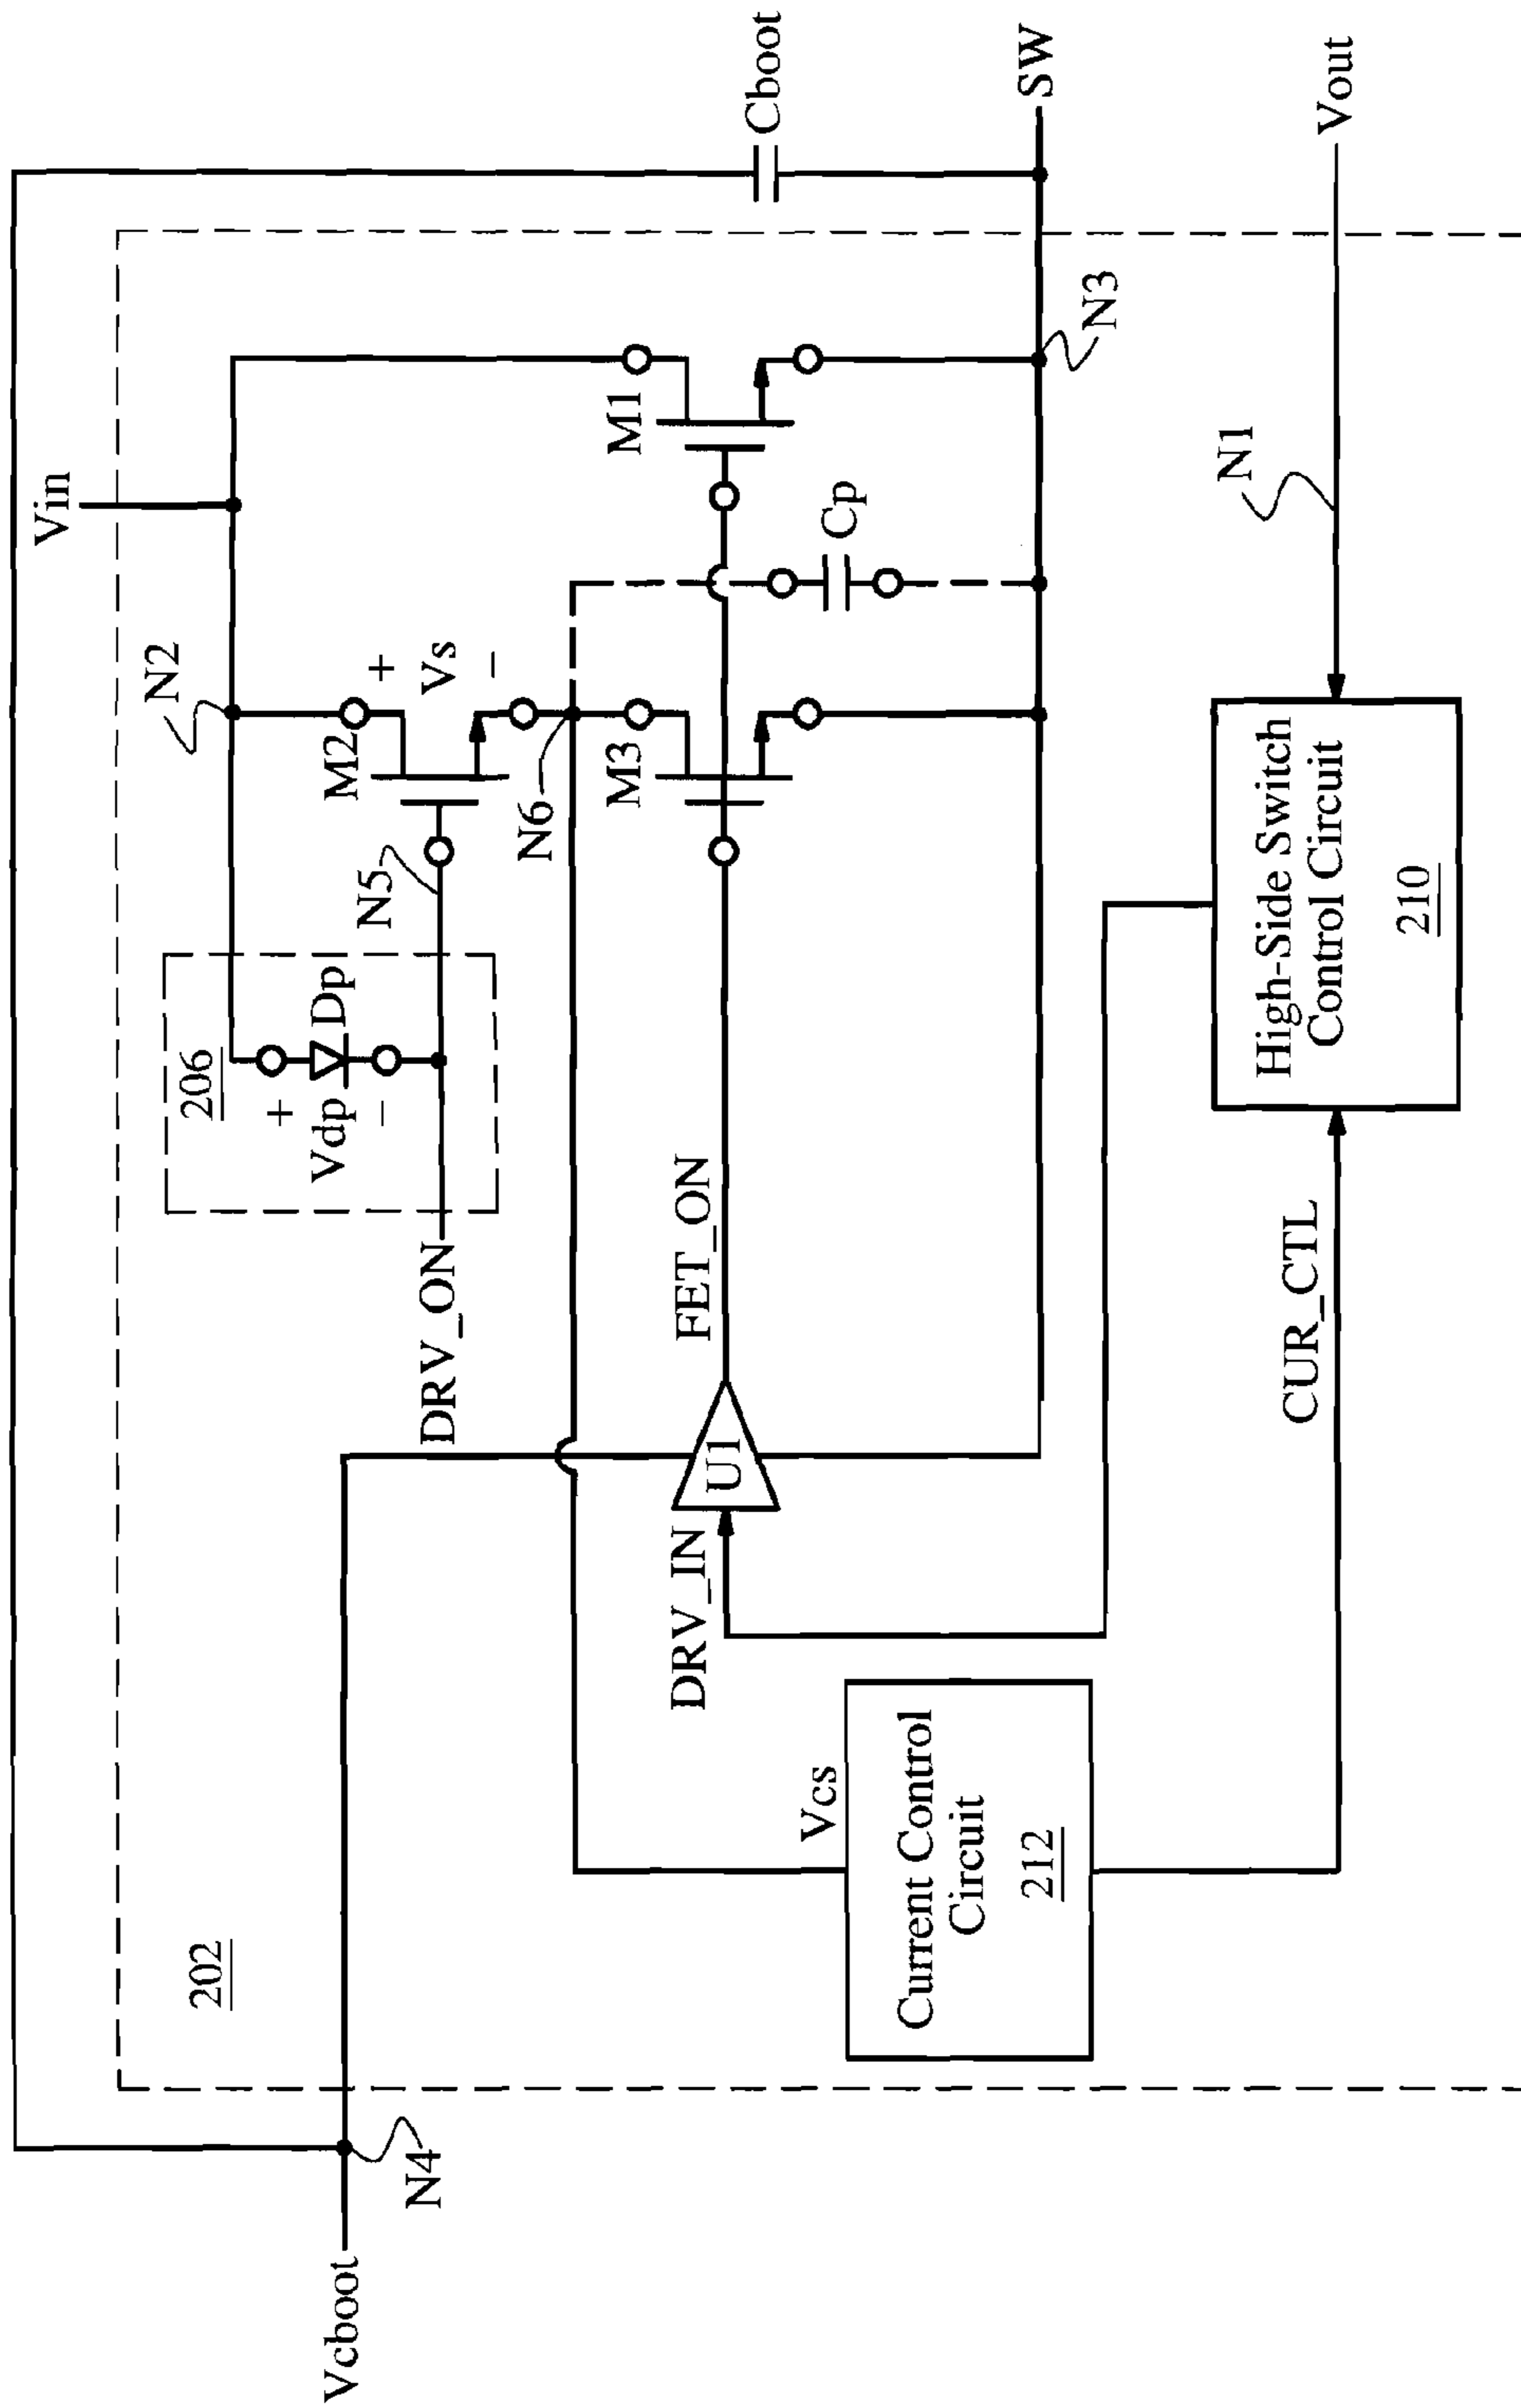 Vin
Cboot
SW
Vout
N2
M1
Vs
+
−
Cp
N3
N1
M2
N6
M3
N5
206
+
Vdp
−
Dp
DRV_ON
FET_ON
U1
DRV_IN
High-Side Switch
Control Circuit
210
CUR_CTL
Vcs
Current Control
Circuit
212
202
N4
Vcboot